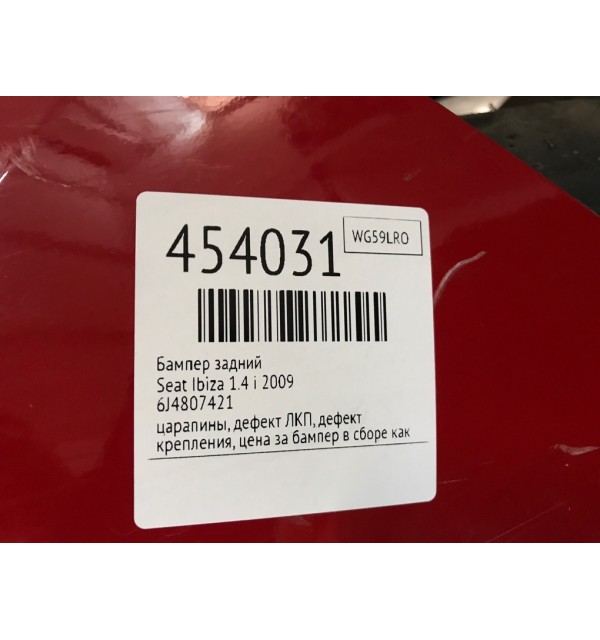 454031
WG59LRO
Бампер задний
Seat Ibiza 1.4 i 2009
6J4807421
царапины, дефект ЛКП, дефект
крепления, цена за бампер в сборе как